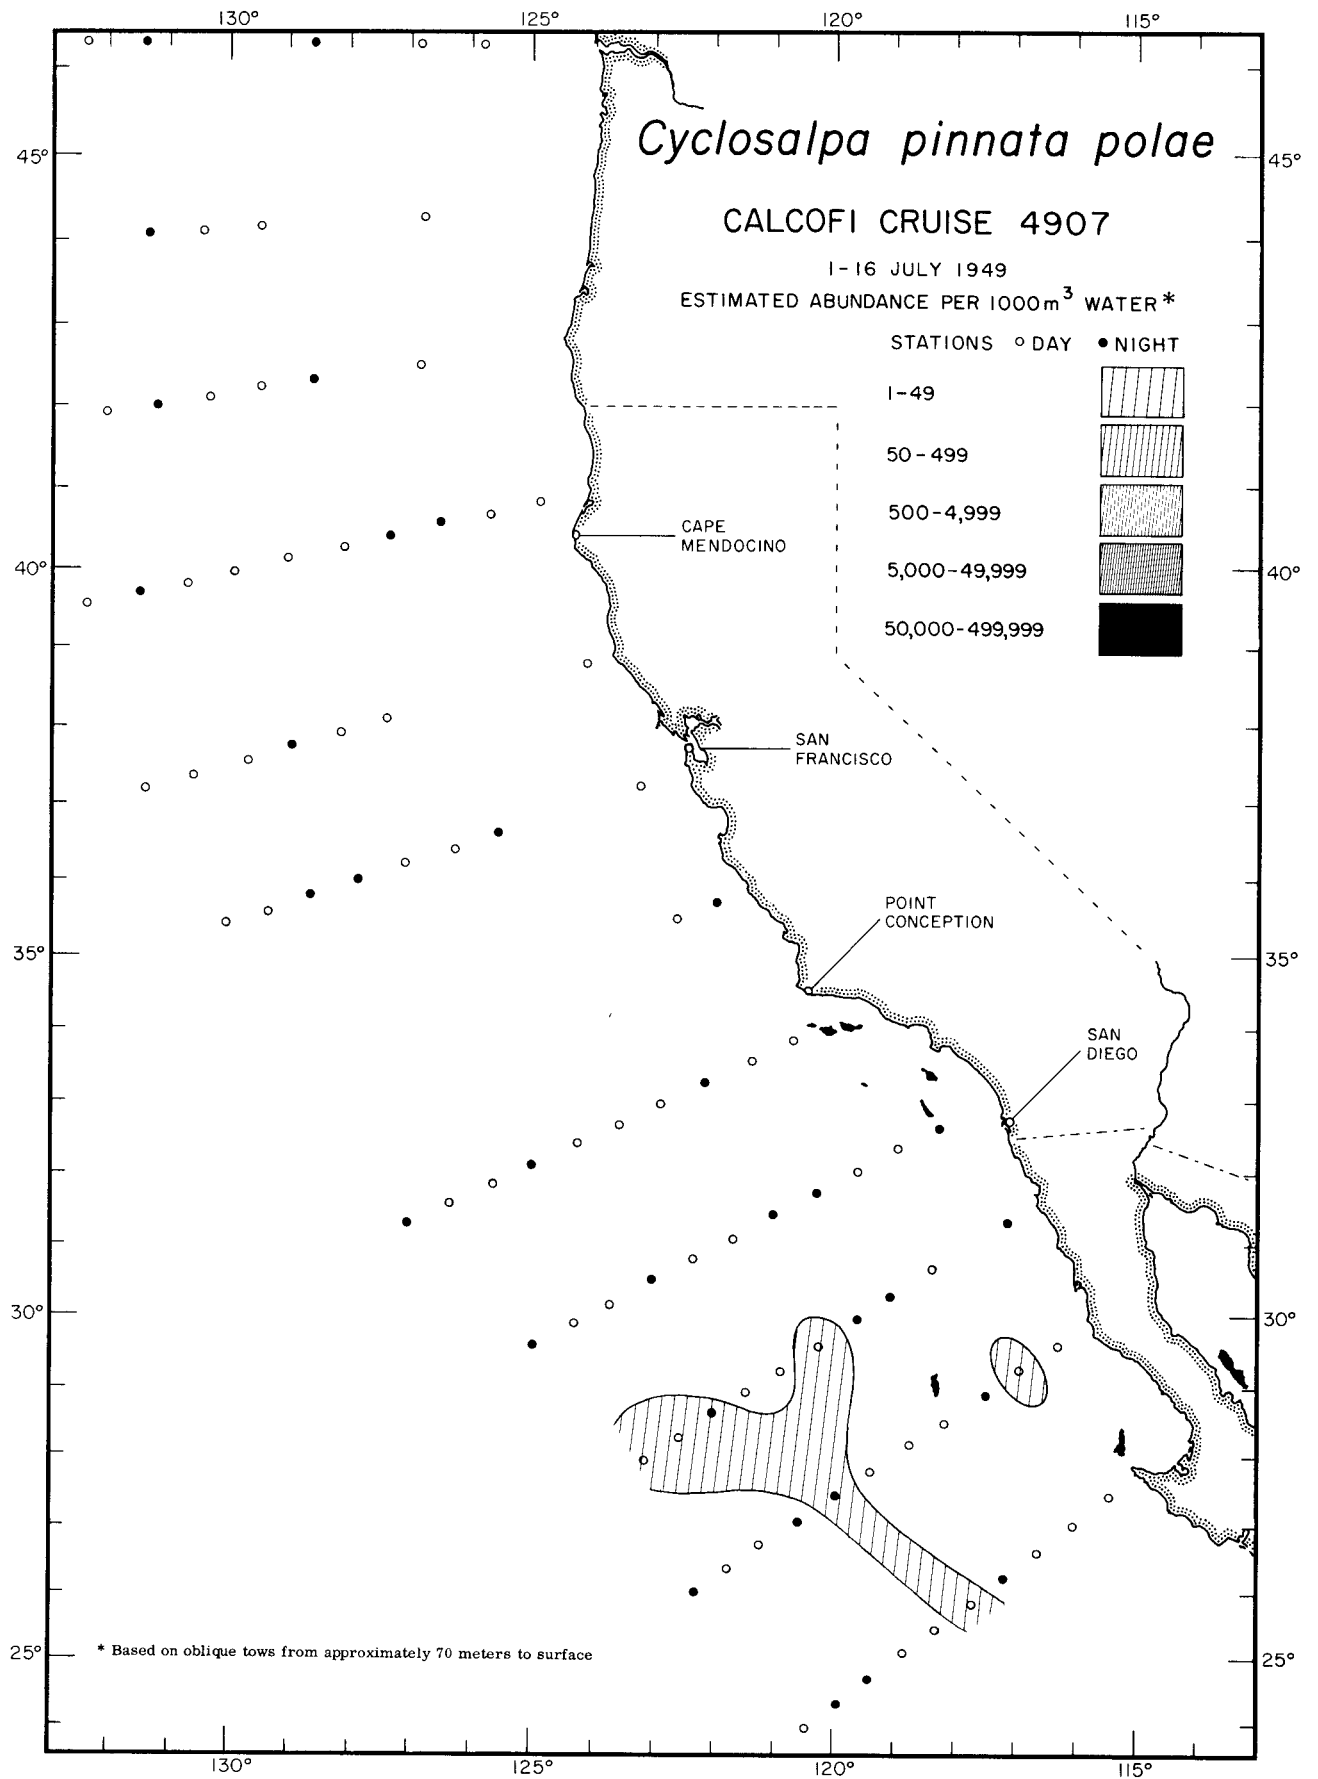 130° 125° 120° 115°
Cyclosalpa pinnata polae
45° 45°
CALCOFI CRUISE 4907
1-16 JULY 1949
ESTIMATED ABUNDANCE PER 1000m³ WATER*
STATIONS ○ DAY ● NIGHT
1-49
50-499
500-4,999
5,000-49,999
50,000-499,999
CAPE
MENDOCINO
40° 40°
SAN
FRANCISCO
POINT
CONCEPTION
35° 35°
SAN
DIEGO
30° 30°
* Based on oblique tows from approximately 70 meters to surface
25° 25°
130° 125° 120° 115°